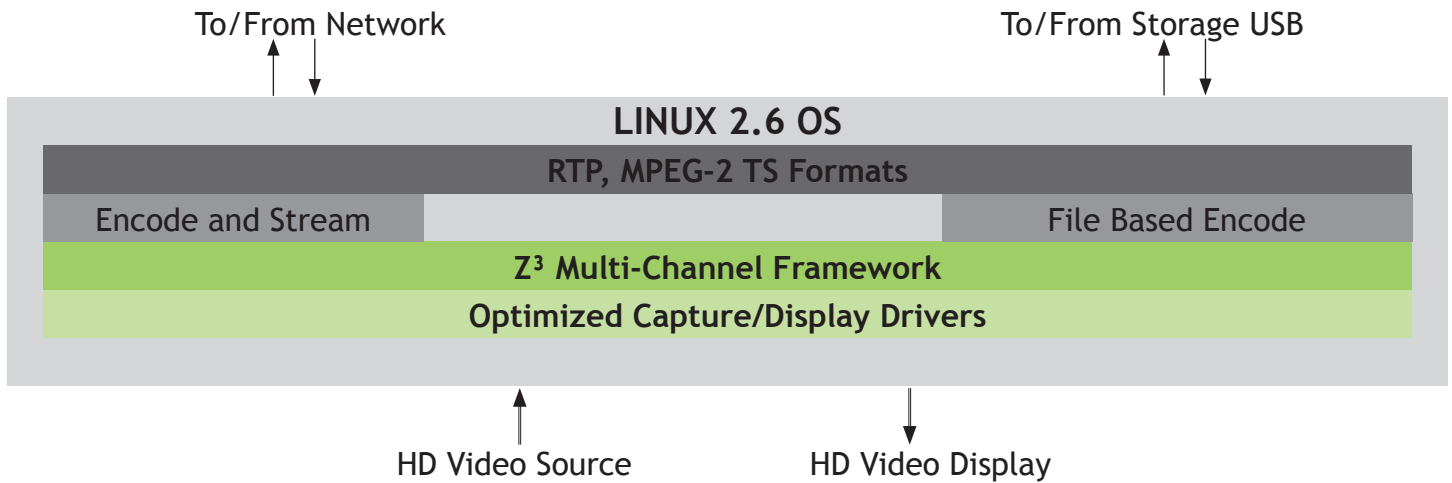 To/From Network
To/From Storage USB
LINUX 2.6 OS
RTP, MPEG-2 TS Formats
Encode and Stream
File Based Encode
Z³ Multi-Channel Framework
Optimized Capture/Display Drivers
HD Video Source
HD Video Display